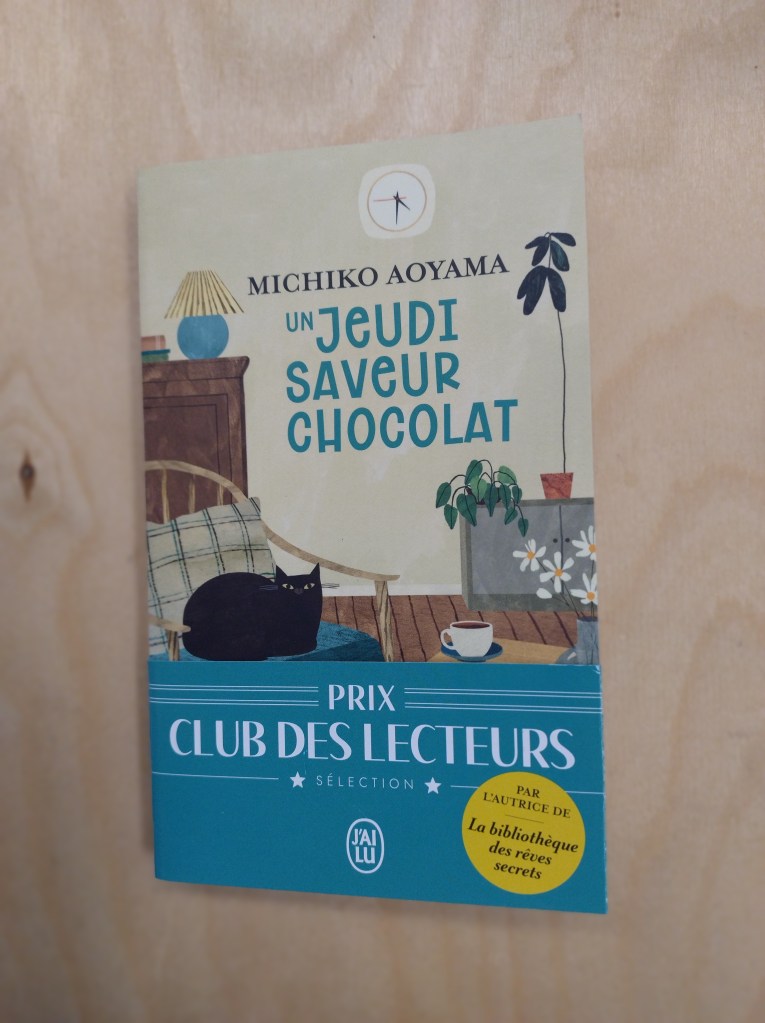 MICHIKO AOYAMA
UN JEUDI
SAVEUR
CHOCOLAT
PRIX
CLUB DES LECTEURS
SÉLECTION
J'AI
LU
PAR
L'AUTRICE DE
La bibliothèque
des rêves
secrets